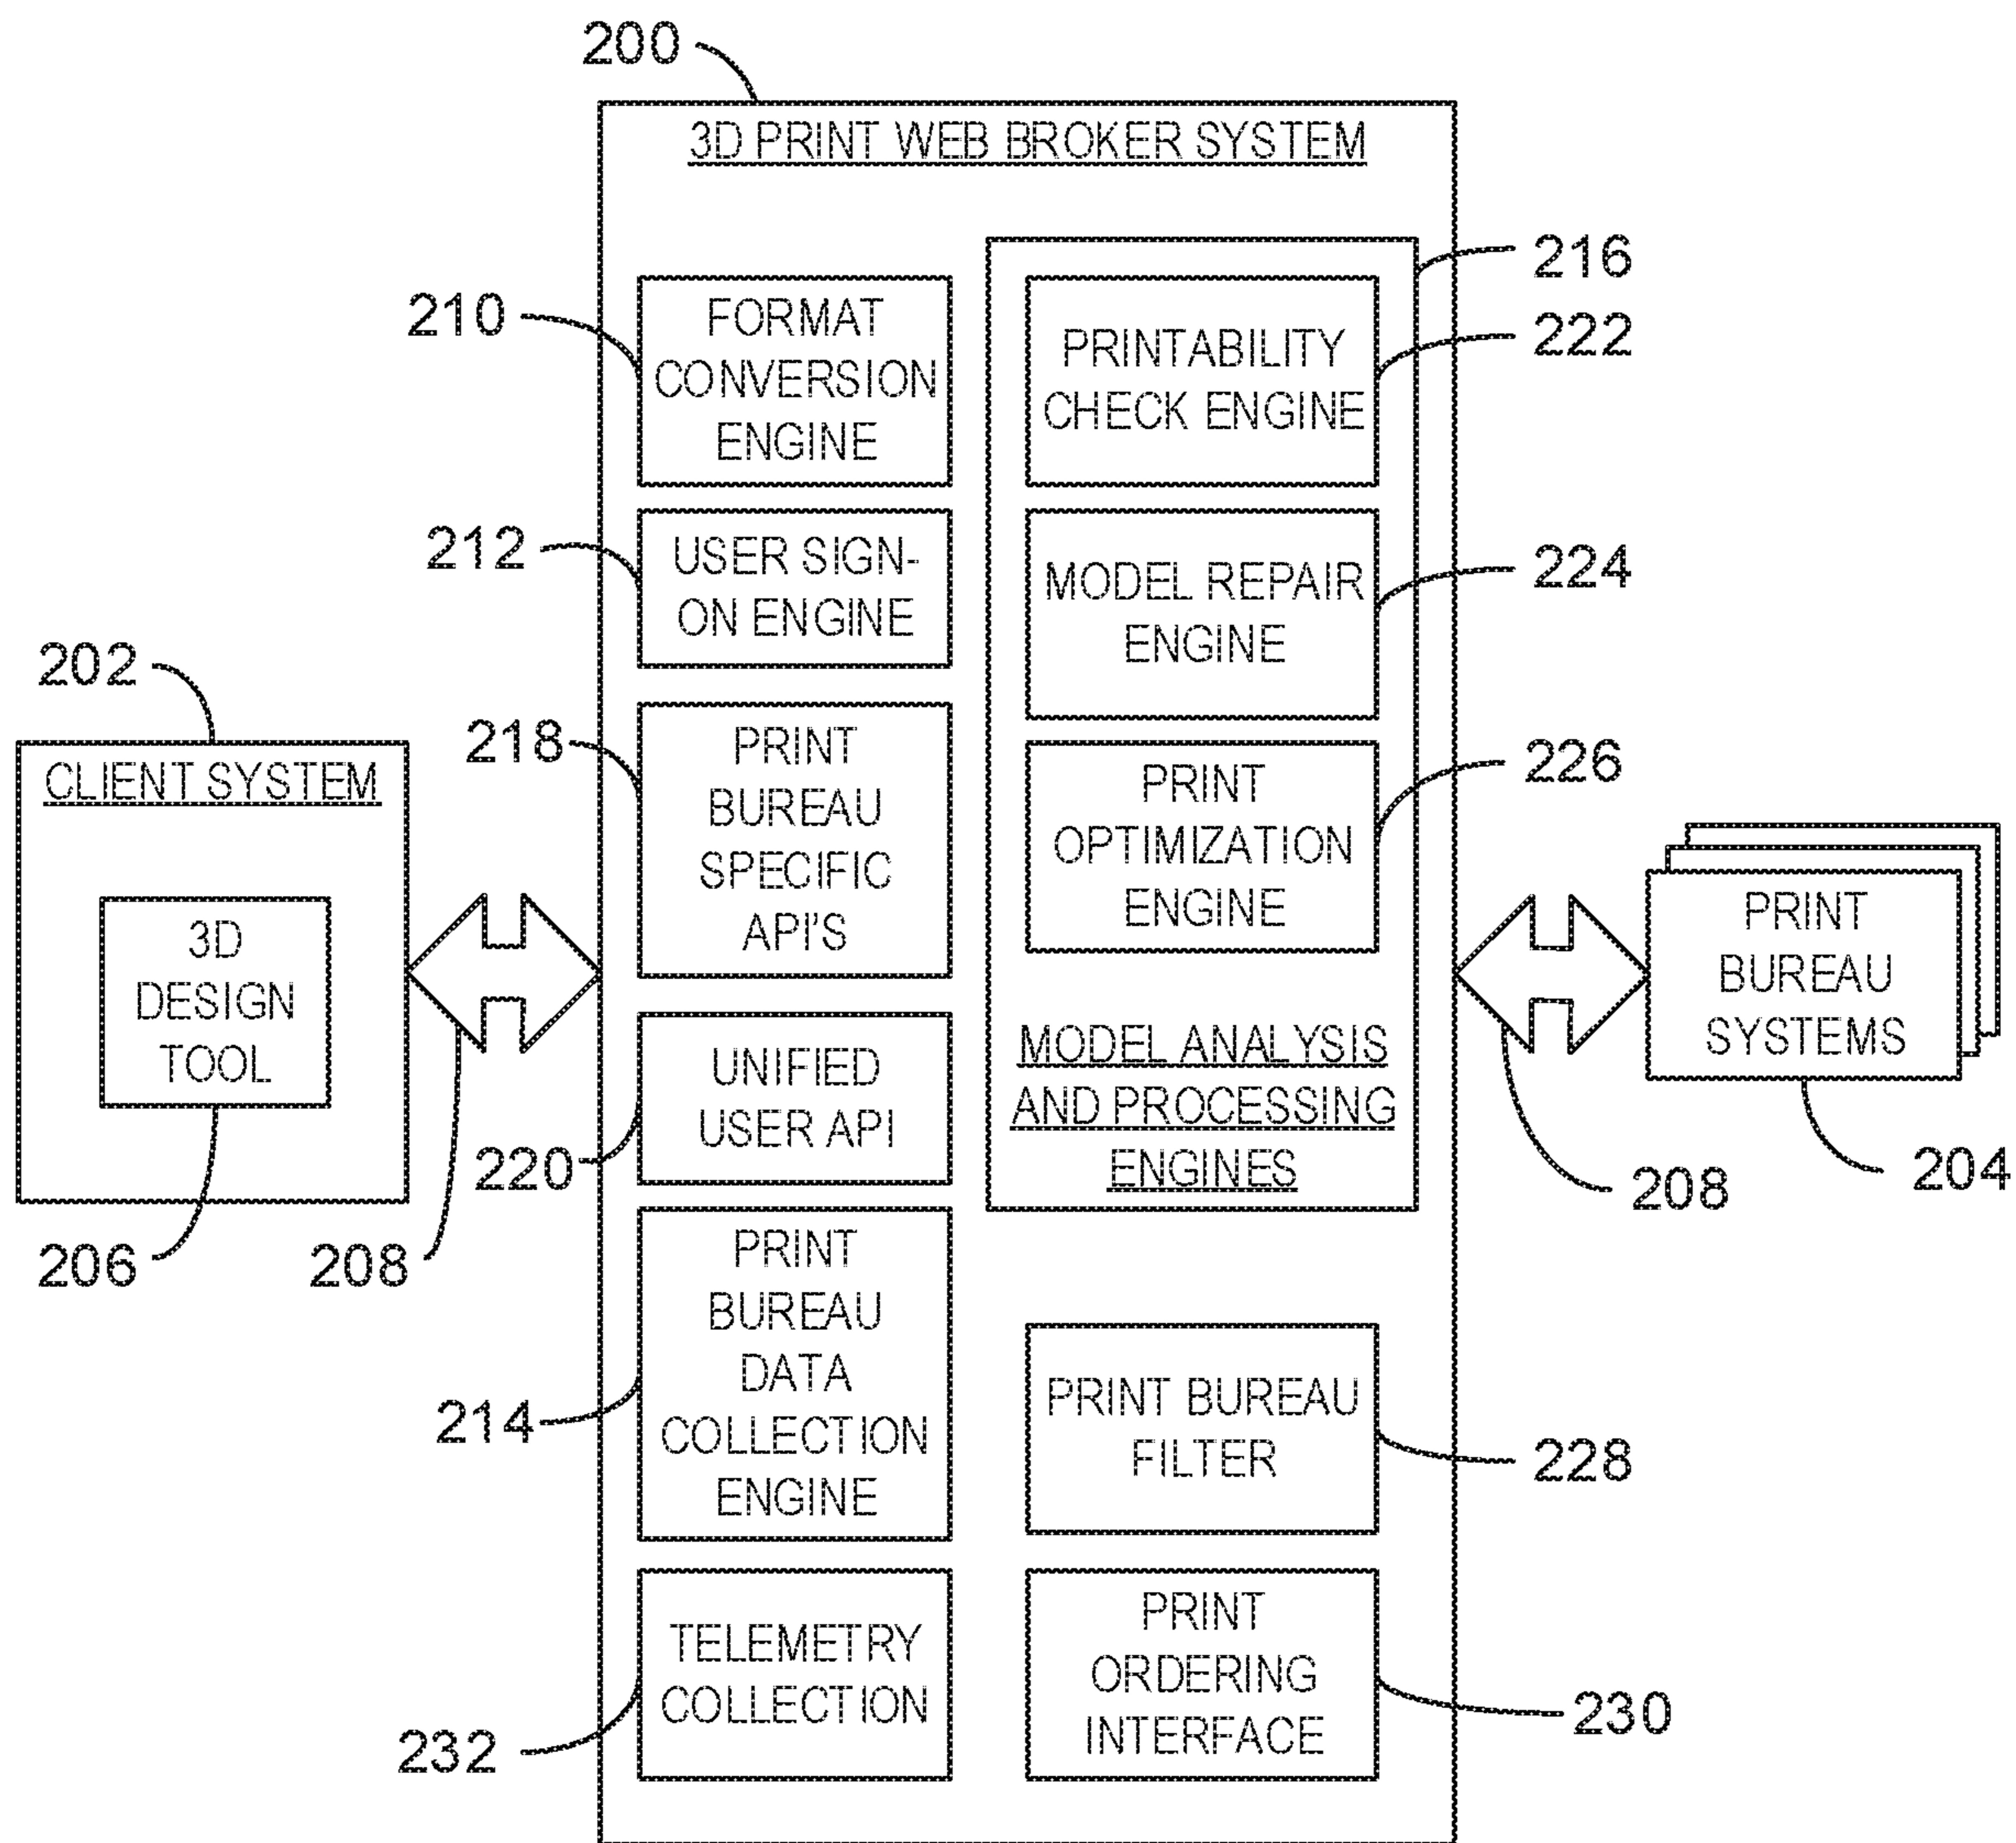 200
3D PRINT WEB BROKER SYSTEM
210
FORMAT
CONVERSION
ENGINE
212
USER SIGN-
ON ENGINE
218
PRINT
BUREAU
SPECIFIC
API'S
220
UNIFIED
USER API
214
PRINT
BUREAU
DATA
COLLECTION
ENGINE
232
TELEMETRY
COLLECTION
216
222
PRINTABILITY
CHECK ENGINE
224
MODEL REPAIR
ENGINE
226
PRINT
OPTIMIZATION
ENGINE
MODEL ANALYSIS
AND PROCESSING
ENGINES
228
PRINT BUREAU
FILTER
230
PRINT
ORDERING
INTERFACE
202
CLIENT SYSTEM
3D
DESIGN
TOOL
206
208
208
PRINT
BUREAU
SYSTEMS
204